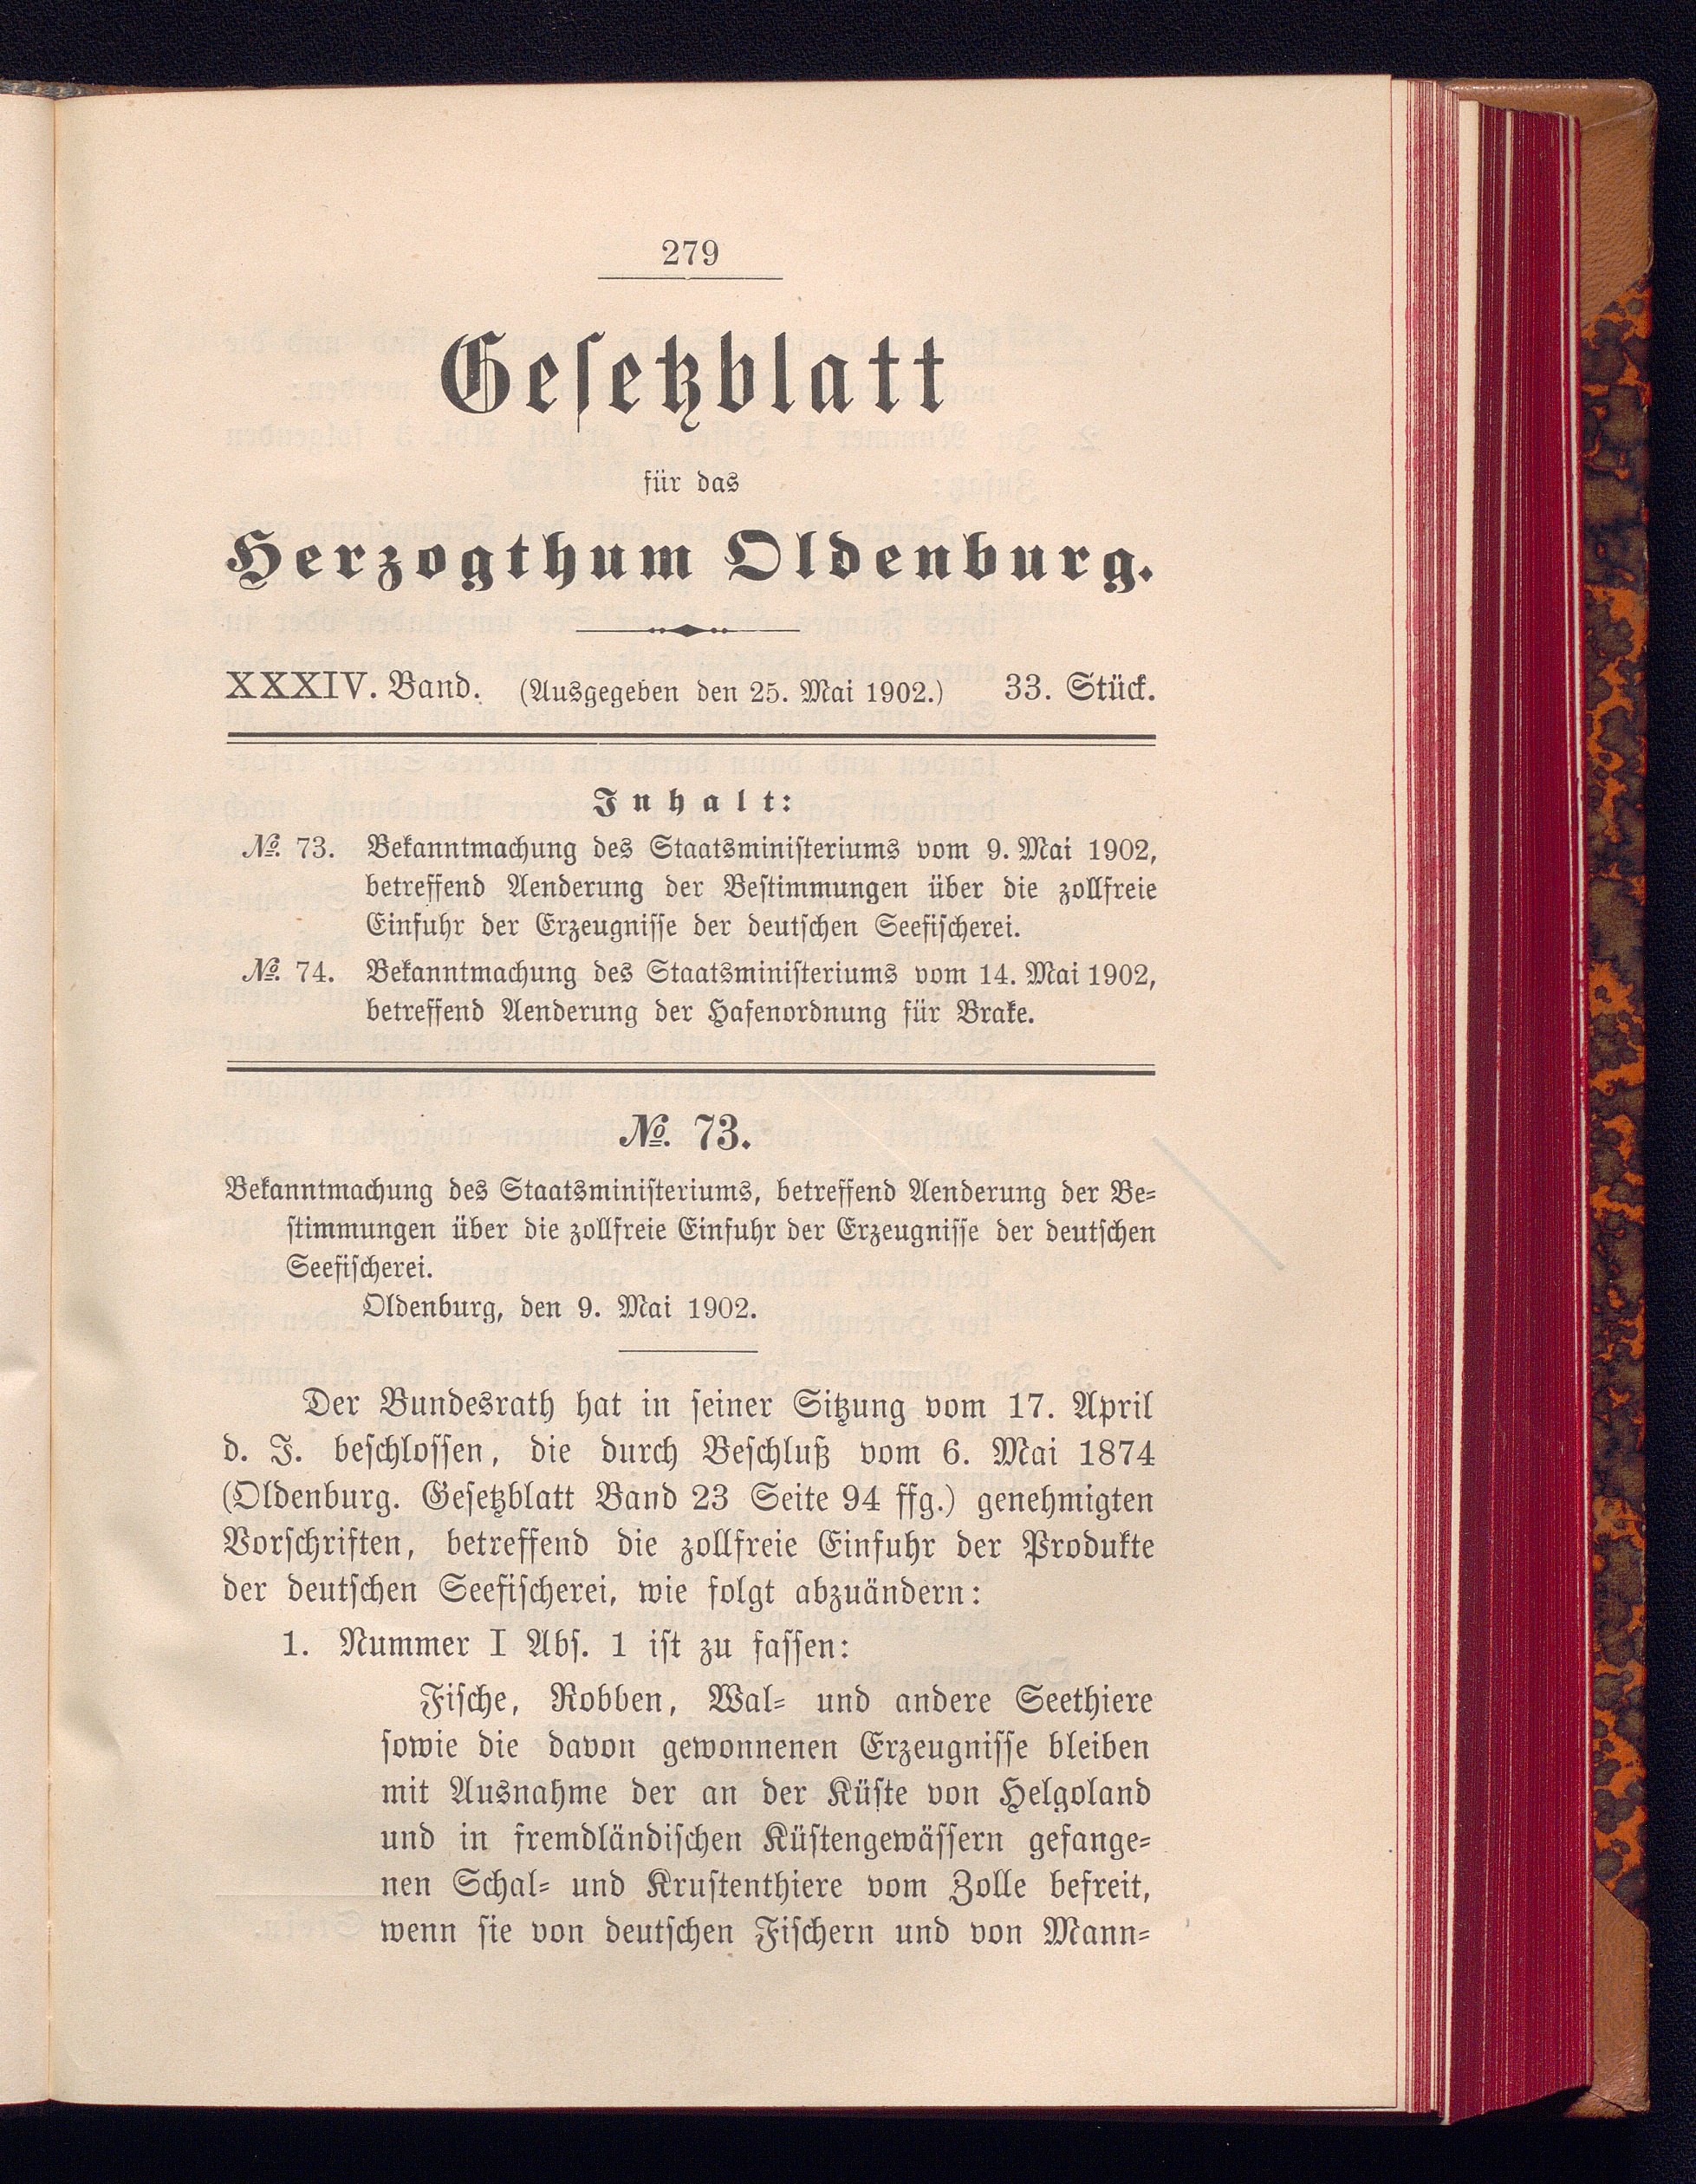 279
Gesetzblatt
für das
Herzogthum Oldenburg.
XXXIV. Band. (Ausgegeben den 25. Mai 1902.) 33. Stück.
Inhalt:
№. 73. Bekanntmachung des Staatsministeriums vom 9. Mai 1902,
betreffend Aenderung der Bestimmungen über die zollfreie
Einfuhr der Erzeugnisse der deutschen Seefischerei.
№. 74. Bekanntmachung des Staatsministeriums vom 14. Mai 1902,
betreffend Aenderung der Hafenordnung für Brake.
№. 73.
Bekanntmachung des Staatsministeriums, betreffend Aenderung der Be-
stimmungen über die zollfreie Einfuhr der Erzeugnisse der deutschen
Seefischerei.
Oldenburg, den 9. Mai 1902.
Der Bundesrath hat in seiner Sitzung vom 17. April
d. J. beschlossen, die durch Beschluß vom 6. Mai 1874
(Oldenburg. Gesetzblatt Band 23 Seite 94 ffg.) genehmigten
Vorschriften, betreffend die zollfreie Einfuhr der Produkte
der deutschen Seefischerei, wie folgt abzuändern:
1. Nummer I Abs. 1 ist zu fassen:
Fische, Robben, Wal- und andere Seethiere
sowie die davon gewonnenen Erzeugnisse bleiben
mit Ausnahme der an der Küste von Helgoland
und in fremdländischen Küstengewässern gefange-
nen Schal- und Krustenthiere vom Zolle befreit,
wenn sie von deutschen Fischern und von Mann-